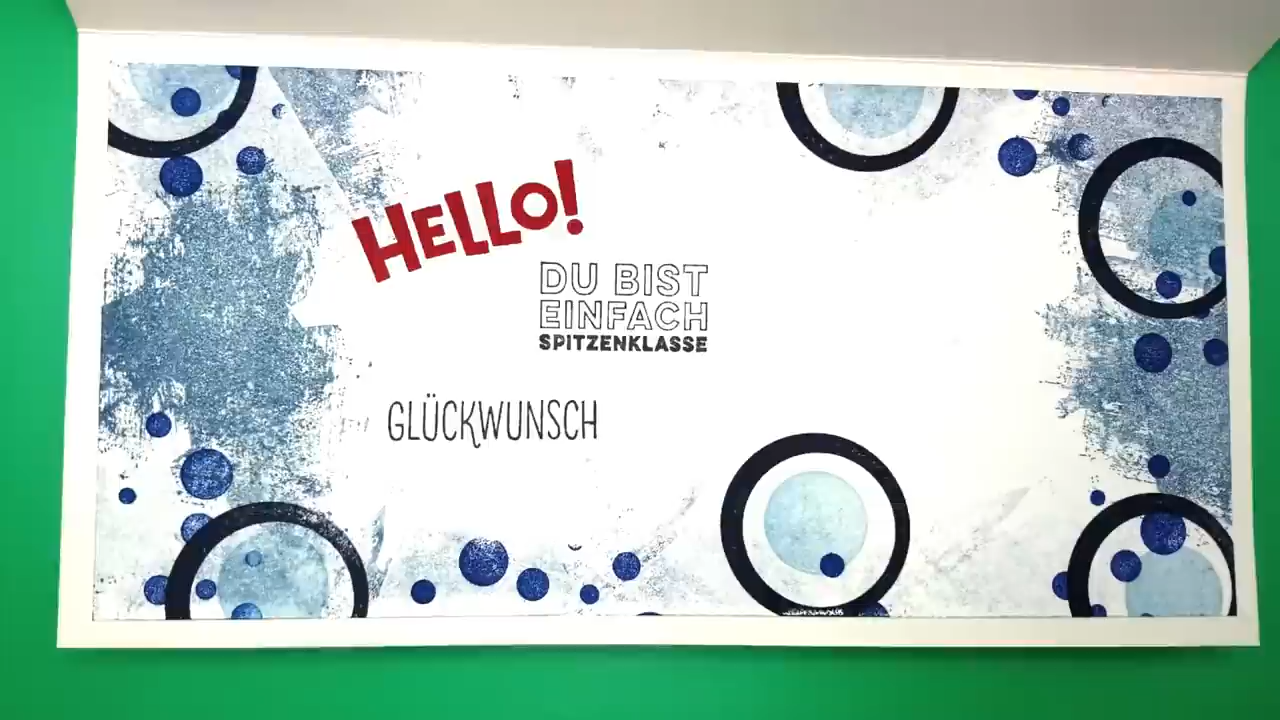 HELLO!
DU BIST
EINFACH
SPITZENKLASSE
GLÜCKWUNSCH